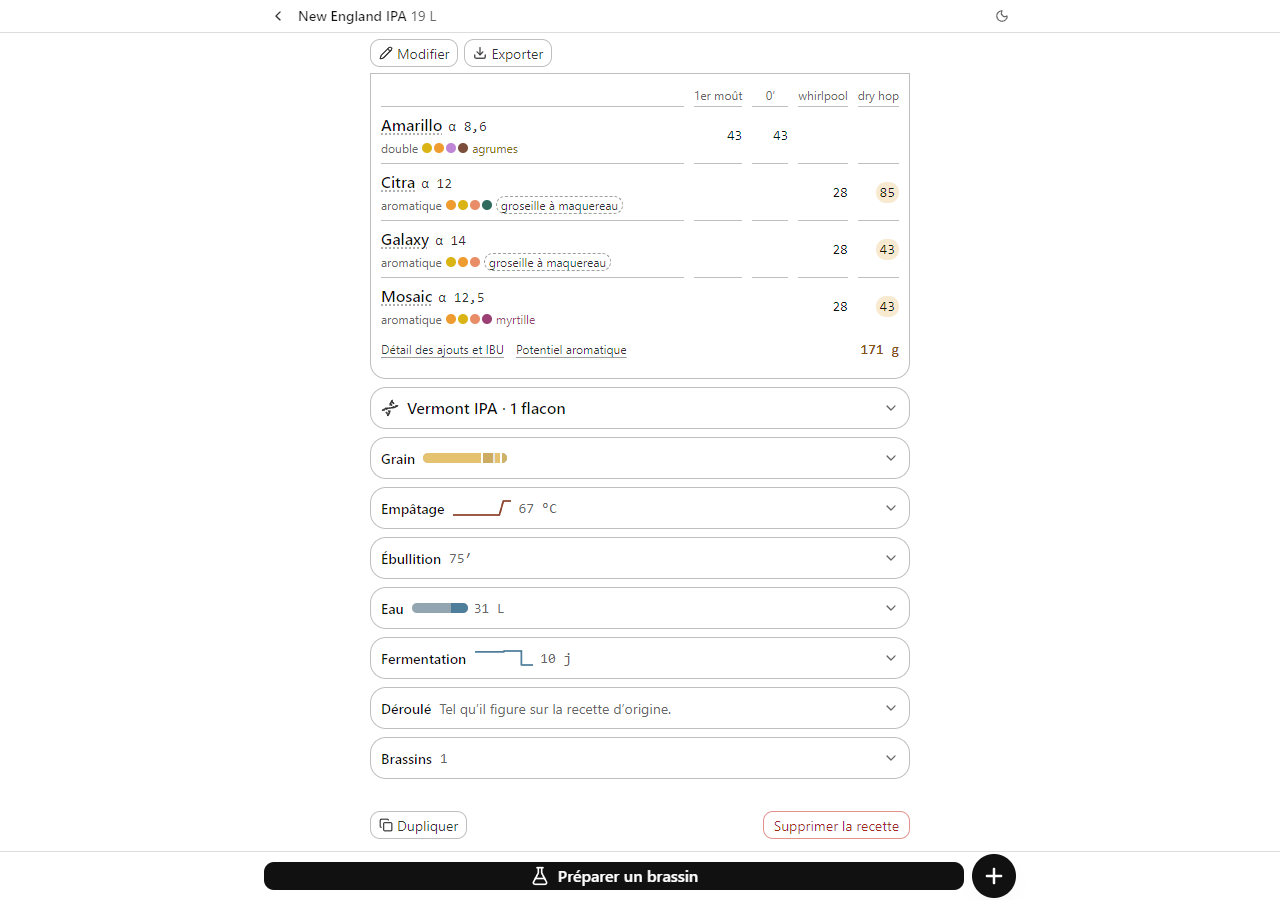 New England IPA 19 L
Modifier
Exporter
1er moût 0′ whirlpool dry hop
Amarillo α 8,6
43 43
double agrumes
Citra α 12
28 85
aromatique groseille à maquereau
Galaxy α 14
28 43
aromatique groseille à maquereau
Mosaic α 12,5
28 43
aromatique myrtille
Détail des ajouts et IBU Potentiel aromatique 171 g
Vermont IPA · 1 flacon
Grain
Empâtage 67 °C
Ébullition 75′
Eau 31 L
Fermentation 10 j
Déroulé Tel qu’il figure sur la recette d’origine.
Brassins 1
Dupliquer
Supprimer la recette
Préparer un brassin